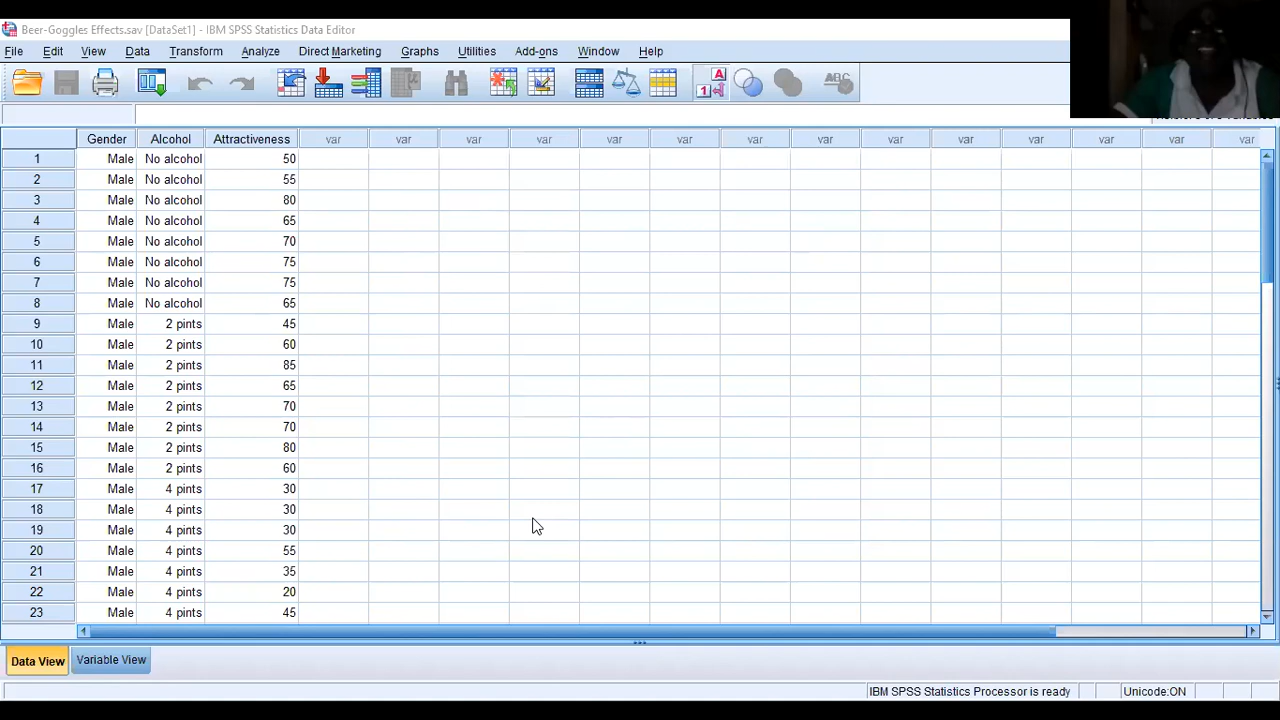 Beer-Goggles Effects.sav [DataSet1] - IBM SPSS Statistics Data Editor
File Edit View Data Transform Analyze Direct Marketing Graphs Utilities Add-ons Window Help
Gender Alcohol Attractiveness var var var var var var var var var var var var var var
1 Male No alcohol 50
2 Male No alcohol 55
3 Male No alcohol 80
4 Male No alcohol 65
5 Male No alcohol 70
6 Male No alcohol 75
7 Male No alcohol 75
8 Male No alcohol 65
9 Male 2 pints 45
10 Male 2 pints 60
11 Male 2 pints 85
12 Male 2 pints 65
13 Male 2 pints 70
14 Male 2 pints 70
15 Male 2 pints 80
16 Male 2 pints 60
17 Male 4 pints 30
18 Male 4 pints 30
19 Male 4 pints 30
20 Male 4 pints 55
21 Male 4 pints 35
22 Male 4 pints 20
23 Male 4 pints 45
Data View Variable View
IBM SPSS Statistics Processor is ready Unicode:ON